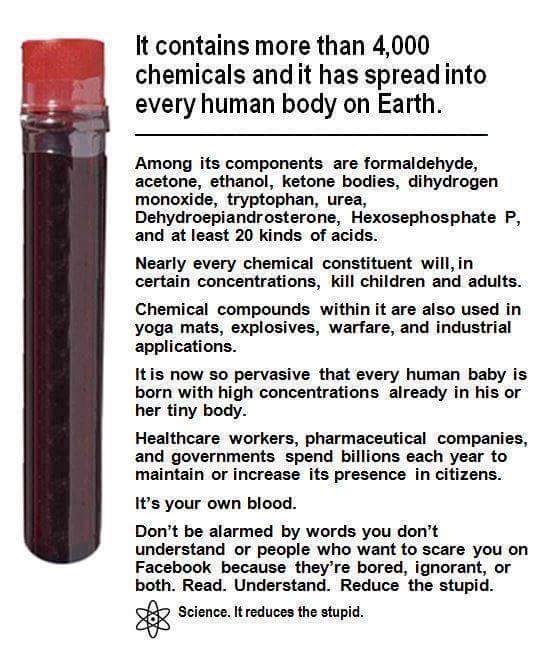 It contains more than 4,000
chemicals and it has spread into
every human body on Earth.
Among its components are formaldehyde,
acetone, ethanol, ketone bodies, dihydrogen
monoxide, tryptophan, urea,
Dehydroepiandrosterone, Hexosephosphate P,
and at least 20 kinds of acids.
Nearly every chemical constituent will, in
certain concentrations, kill children and adults.
Chemical compounds within it are also used in
yoga mats, explosives, warfare, and industrial
applications.
It is now so pervasive that every human baby is
born with high concentrations already in his or
her tiny body.
Healthcare workers, pharmaceutical companies,
and governments spend billions each year to
maintain or increase its presence in citizens.
It's your own blood.
Don't be alarmed by words you don't
understand or people who want to scare you on
Facebook because they're bored, ignorant, or
both. Read. Understand. Reduce the stupid.
Science. It reduces the stupid.